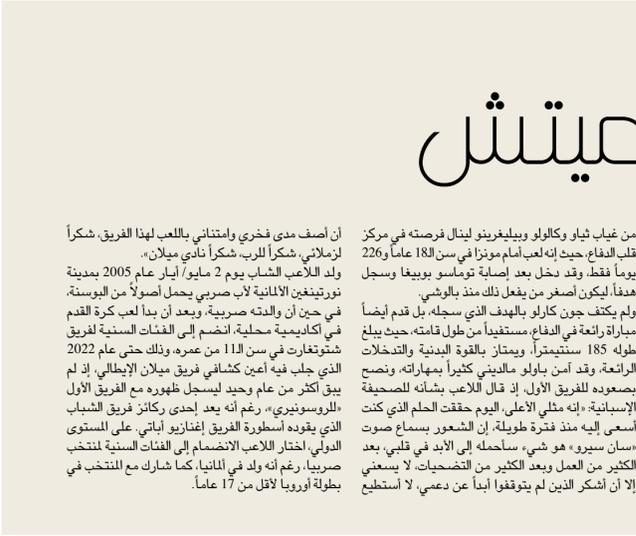 ميتش
من غياب ثياو وكالولو وبيليغرينو لينال فرصته في مركز
قلب الدفاع، حيث إنه لعب أمام مونزا في سن الـ18 عاماً و226
يوماً فقط، وقد دخل بعد إصابة توماسو بوبيغا وسجل
هدفاً، ليكون أصغر من يفعل ذلك منذ بالوشي.
ولم يكتف جون كارلو بالهدف الذي سجله، بل قدم أيضاً
مباراة رائعة في الدفاع، مستفيداً من طول قامته، حيث يبلغ
طوله 185 سنتيمتراً، ويمتاز بالقوة البدنية والتدخلات
الرائعة، وقد آمن باولو مالديني كثيراً بمهاراته، ونصح
بصعوده للفريق الأول، إذ قال اللاعب بشأنه للصحيفة
الإسبانية: «إنه مثلي الأعلى، اليوم حققت الحلم الذي كنت
أسعى إليه منذ فترة طويلة، إن الشعور بسماع صوت
«سان سيرو» هو شيء سأحمله إلى الأبد في قلبي، بعد
الكثير من العمل وبعد الكثير من التضحيات، لا يسعني
إلا أن أشكر الذين لم يتوقفوا أبداً عن دعمي، لا أستطيع
أن أصف مدى فخري وامتناني باللعب لهذا الفريق، شكراً
لزملائي، شكراً للرب، شكراً نادي ميلان».
ولد اللاعب الشاب يوم 2 مايو/ أيار عام 2005 بمدينة
نورتينغين الألمانية لأب صربي يحمل أصولاً من البوسنة،
في حين أن والدته صربية، وبعد أن بدأ لعب كرة القدم
في أكاديمية محلية، انضم إلى الفئات السنية لفريق
شتوتغارت في سن الـ11 من عمره، وذلك حتى عام 2022
الذي جلب فيه أعين كشافي فريق ميلان الإيطالي، إذ لم
يبق أكثر من عام وحيد ليسجل ظهوره مع الفريق الأول
«للروسونيري»، رغم أنه يعد إحدى ركائز فريق الشباب
الذي يقوده أسطورة الفريق إغنازيو أباتي. على المستوى
الدولي، اختار اللاعب الانضمام إلى الفئات السنية لمنتخب
صربيا، رغم أنه ولد في ألمانيا، كما شارك مع المنتخب في
بطولة أوروبا لأقل من 17 عاماً.